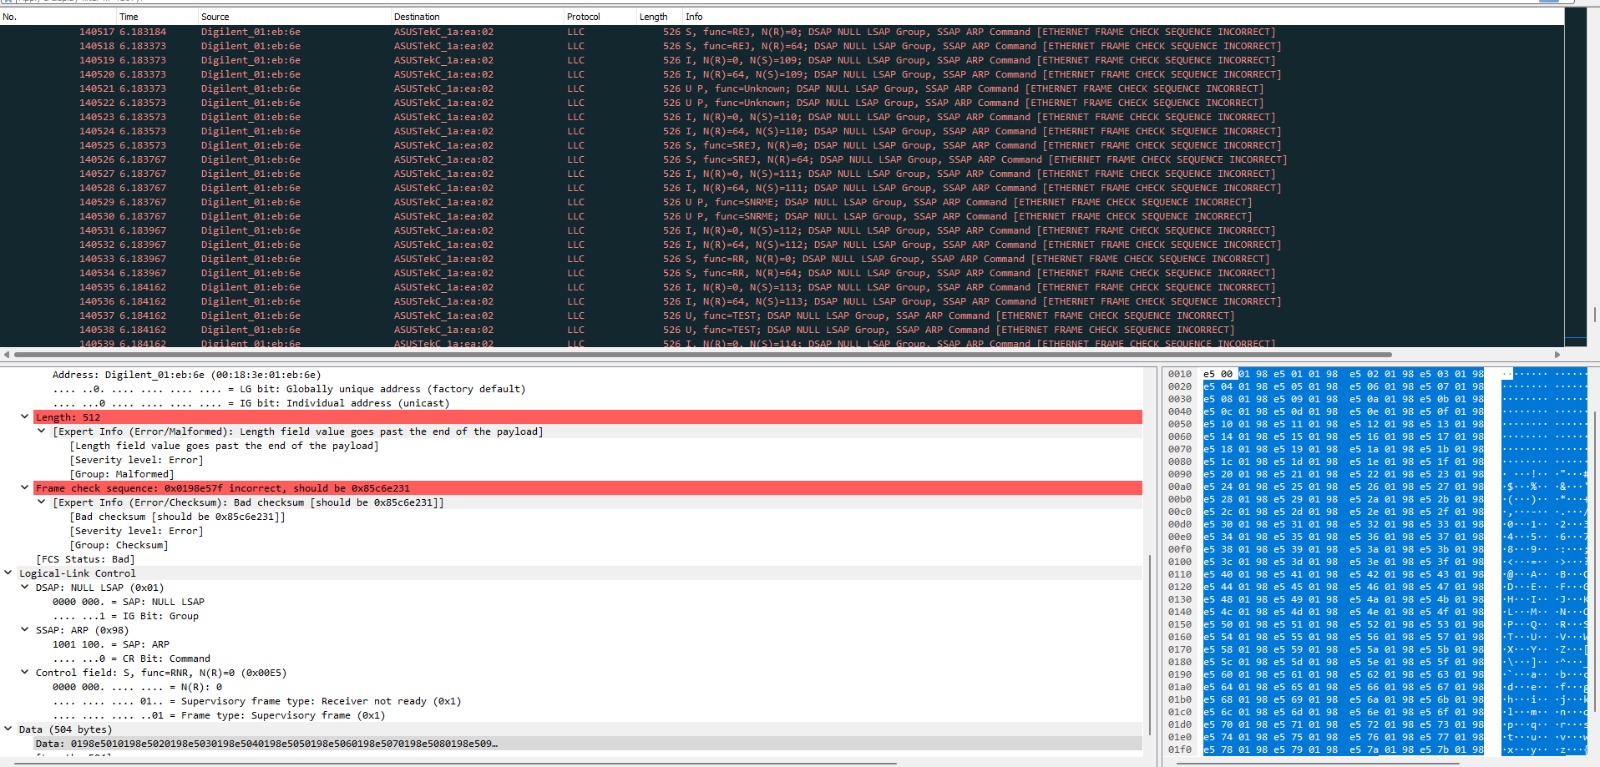 No. Time Source Destination Protocol Length Info
140517 6.183184 Digilent_01:eb:6e ASUSTekC_1a:ea:02 LLC 526 S, func=REJ, N(R)=0; DSAP NULL LSAP Group, SSAP ARP Command [ETHERNET FRAME CHECK SEQUENCE INCORRECT]
140518 6.183373 Digilent_01:eb:6e ASUSTekC_1a:ea:02 LLC 526 S, func=REJ, N(R)=64; DSAP NULL LSAP Group, SSAP ARP Command [ETHERNET FRAME CHECK SEQUENCE INCORRECT]
140519 6.183373 Digilent_01:eb:6e ASUSTekC_1a:ea:02 LLC 526 I, N(R)=0, N(S)=109; DSAP NULL LSAP Group, SSAP ARP Command [ETHERNET FRAME CHECK SEQUENCE INCORRECT]
140520 6.183373 Digilent_01:eb:6e ASUSTekC_1a:ea:02 LLC 526 I, N(R)=64, N(S)=109; DSAP NULL LSAP Group, SSAP ARP Command [ETHERNET FRAME CHECK SEQUENCE INCORRECT]
140521 6.183373 Digilent_01:eb:6e ASUSTekC_1a:ea:02 LLC 526 U P, func=Unknown; DSAP NULL LSAP Group, SSAP ARP Command [ETHERNET FRAME CHECK SEQUENCE INCORRECT]
140522 6.183573 Digilent_01:eb:6e ASUSTekC_1a:ea:02 LLC 526 U P, func=Unknown; DSAP NULL LSAP Group, SSAP ARP Command [ETHERNET FRAME CHECK SEQUENCE INCORRECT]
140523 6.183573 Digilent_01:eb:6e ASUSTekC_1a:ea:02 LLC 526 I, N(R)=0, N(S)=110; DSAP NULL LSAP Group, SSAP ARP Command [ETHERNET FRAME CHECK SEQUENCE INCORRECT]
140524 6.183573 Digilent_01:eb:6e ASUSTekC_1a:ea:02 LLC 526 I, N(R)=64, N(S)=110; DSAP NULL LSAP Group, SSAP ARP Command [ETHERNET FRAME CHECK SEQUENCE INCORRECT]
140525 6.183573 Digilent_01:eb:6e ASUSTekC_1a:ea:02 LLC 526 S, func=SREJ, N(R)=0; DSAP NULL LSAP Group, SSAP ARP Command [ETHERNET FRAME CHECK SEQUENCE INCORRECT]
140526 6.183767 Digilent_01:eb:6e ASUSTekC_1a:ea:02 LLC 526 S, func=SREJ, N(R)=64; DSAP NULL LSAP Group, SSAP ARP Command [ETHERNET FRAME CHECK SEQUENCE INCORRECT]
140527 6.183767 Digilent_01:eb:6e ASUSTekC_1a:ea:02 LLC 526 I, N(R)=0, N(S)=111; DSAP NULL LSAP Group, SSAP ARP Command [ETHERNET FRAME CHECK SEQUENCE INCORRECT]
140528 6.183767 Digilent_01:eb:6e ASUSTekC_1a:ea:02 LLC 526 I, N(R)=64, N(S)=111; DSAP NULL LSAP Group, SSAP ARP Command [ETHERNET FRAME CHECK SEQUENCE INCORRECT]
140529 6.183767 Digilent_01:eb:6e ASUSTekC_1a:ea:02 LLC 526 U P, func=SNRME; DSAP NULL LSAP Group, SSAP ARP Command [ETHERNET FRAME CHECK SEQUENCE INCORRECT]
140530 6.183767 Digilent_01:eb:6e ASUSTekC_1a:ea:02 LLC 526 U P, func=SNRME; DSAP NULL LSAP Group, SSAP ARP Command [ETHERNET FRAME CHECK SEQUENCE INCORRECT]
140531 6.183967 Digilent_01:eb:6e ASUSTekC_1a:ea:02 LLC 526 I, N(R)=0, N(S)=112; DSAP NULL LSAP Group, SSAP ARP Command [ETHERNET FRAME CHECK SEQUENCE INCORRECT]
140532 6.183967 Digilent_01:eb:6e ASUSTekC_1a:ea:02 LLC 526 I, N(R)=64, N(S)=112; DSAP NULL LSAP Group, SSAP ARP Command [ETHERNET FRAME CHECK SEQUENCE INCORRECT]
140533 6.183967 Digilent_01:eb:6e ASUSTekC_1a:ea:02 LLC 526 S, func=RR, N(R)=0; DSAP NULL LSAP Group, SSAP ARP Command [ETHERNET FRAME CHECK SEQUENCE INCORRECT]
140534 6.183967 Digilent_01:eb:6e ASUSTekC_1a:ea:02 LLC 526 S, func=RR, N(R)=64; DSAP NULL LSAP Group, SSAP ARP Command [ETHERNET FRAME CHECK SEQUENCE INCORRECT]
140535 6.184162 Digilent_01:eb:6e ASUSTekC_1a:ea:02 LLC 526 I, N(R)=0, N(S)=113; DSAP NULL LSAP Group, SSAP ARP Command [ETHERNET FRAME CHECK SEQUENCE INCORRECT]
140536 6.184162 Digilent_01:eb:6e ASUSTekC_1a:ea:02 LLC 526 I, N(R)=64, N(S)=113; DSAP NULL LSAP Group, SSAP ARP Command [ETHERNET FRAME CHECK SEQUENCE INCORRECT]
140537 6.184162 Digilent_01:eb:6e ASUSTekC_1a:ea:02 LLC 526 U, func=TEST; DSAP NULL LSAP Group, SSAP ARP Command [ETHERNET FRAME CHECK SEQUENCE INCORRECT]
140538 6.184162 Digilent_01:eb:6e ASUSTekC_1a:ea:02 LLC 526 U, func=TEST; DSAP NULL LSAP Group, SSAP ARP Command [ETHERNET FRAME CHECK SEQUENCE INCORRECT]
140539 6.184162 Digilent_01:eb:6e ASUSTekC_1a:ea:02 LLC 526 I, N(R)=0, N(S)=114; DSAP NULL LSAP Group, SSAP ARP Command [ETHERNET FRAME CHECK SEQUENCE INCORRECT]
Address: Digilent_01:eb:6e (00:18:3e:01:eb:6e)
.... ..0. .... .... .... .... = LG bit: Globally unique address (factory default)
.... ...0 .... .... .... .... = IG bit: Individual address (unicast)
Length: 512
[Expert Info (Error/Malformed): Length field value goes past the end of the payload]
[Length field value goes past the end of the payload]
[Severity level: Error]
[Group: Malformed]
Frame check sequence: 0x0198e57f incorrect, should be 0x85c6e231
[Expert Info (Error/Checksum): Bad checksum [should be 0x85c6e231]]
[Bad checksum [should be 0x85c6e231]]
[Severity level: Error]
[Group: Checksum]
[FCS Status: Bad]
Logical-Link Control
DSAP: NULL LSAP (0x01)
0000 000. = SAP: NULL LSAP
.... ...1 = IG Bit: Group
SSAP: ARP (0x98)
1001 100. = SAP: ARP
.... ...0 = CR Bit: Command
Control field: S, func=RNR, N(R)=0 (0x00E5)
0000 000. .... .... = N(R): 0
.... .... .... 01.. = Supervisory frame type: Receiver not ready (0x1)
.... .... .... ..01 = Frame type: Supervisory frame (0x1)
Data (504 bytes)
Data: 0198e5010198e5020198e5030198e5040198e5050198e5060198e5070198e5080198e509…
0010 e5 00 01 98 e5 01 01 98 e5 02 01 98 e5 03 01 98
0020 e5 04 01 98 e5 05 01 98 e5 06 01 98 e5 07 01 98
0030 e5 08 01 98 e5 09 01 98 e5 0a 01 98 e5 0b 01 98
0040 e5 0c 01 98 e5 0d 01 98 e5 0e 01 98 e5 0f 01 98
0050 e5 10 01 98 e5 11 01 98 e5 12 01 98 e5 13 01 98
0060 e5 14 01 98 e5 15 01 98 e5 16 01 98 e5 17 01 98
0070 e5 18 01 98 e5 19 01 98 e5 1a 01 98 e5 1b 01 98
0080 e5 1c 01 98 e5 1d 01 98 e5 1e 01 98 e5 1f 01 98
0090 e5 20 01 98 e5 21 01 98 e5 22 01 98 e5 23 01 98
00a0 e5 24 01 98 e5 25 01 98 e5 26 01 98 e5 27 01 98
00b0 e5 28 01 98 e5 29 01 98 e5 2a 01 98 e5 2b 01 98
00c0 e5 2c 01 98 e5 2d 01 98 e5 2e 01 98 e5 2f 01 98
00d0 e5 30 01 98 e5 31 01 98 e5 32 01 98 e5 33 01 98
00e0 e5 34 01 98 e5 35 01 98 e5 36 01 98 e5 37 01 98
00f0 e5 38 01 98 e5 39 01 98 e5 3a 01 98 e5 3b 01 98
0100 e5 3c 01 98 e5 3d 01 98 e5 3e 01 98 e5 3f 01 98
0110 e5 40 01 98 e5 41 01 98 e5 42 01 98 e5 43 01 98
0120 e5 44 01 98 e5 45 01 98 e5 46 01 98 e5 47 01 98
0130 e5 48 01 98 e5 49 01 98 e5 4a 01 98 e5 4b 01 98
0140 e5 4c 01 98 e5 4d 01 98 e5 4e 01 98 e5 4f 01 98
0150 e5 50 01 98 e5 51 01 98 e5 52 01 98 e5 53 01 98
0160 e5 54 01 98 e5 55 01 98 e5 56 01 98 e5 57 01 98
0170 e5 58 01 98 e5 59 01 98 e5 5a 01 98 e5 5b 01 98
0180 e5 5c 01 98 e5 5d 01 98 e5 5e 01 98 e5 5f 01 98
0190 e5 60 01 98 e5 61 01 98 e5 62 01 98 e5 63 01 98
01a0 e5 64 01 98 e5 65 01 98 e5 66 01 98 e5 67 01 98
01b0 e5 68 01 98 e5 69 01 98 e5 6a 01 98 e5 6b 01 98
01c0 e5 6c 01 98 e5 6d 01 98 e5 6e 01 98 e5 6f 01 98
01d0 e5 70 01 98 e5 71 01 98 e5 72 01 98 e5 73 01 98
01e0 e5 74 01 98 e5 75 01 98 e5 76 01 98 e5 77 01 98
01f0 e5 78 01 98 e5 79 01 98 e5 7a 01 98 e5 7b 01 98